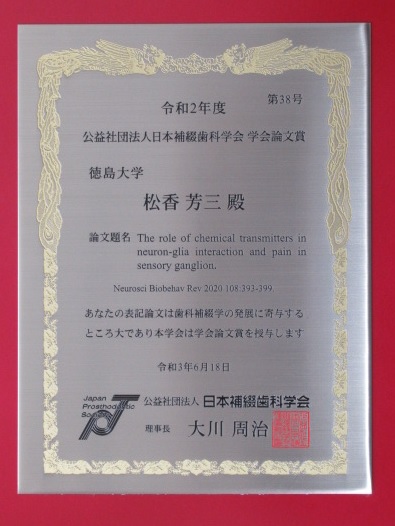 令和2年度
第38号
公益社団法人日本補綴歯科学会 学会論文賞
徳島大学
松香 芳三 殿
論文題名 The role of chemical transmitters in
neuron-glia interaction and pain in
sensory ganglion.
Neurosci Biobehav Rev 2020 108:393-399.
あなたの表記論文は歯科補綴学の発展に寄与する
ところ大であり本学会は学会論文賞を授与します
令和3年6月18日
Japan
Prosthodontic
Society
公益社団法人 日本補綴歯科学会
理事長 大川 周治